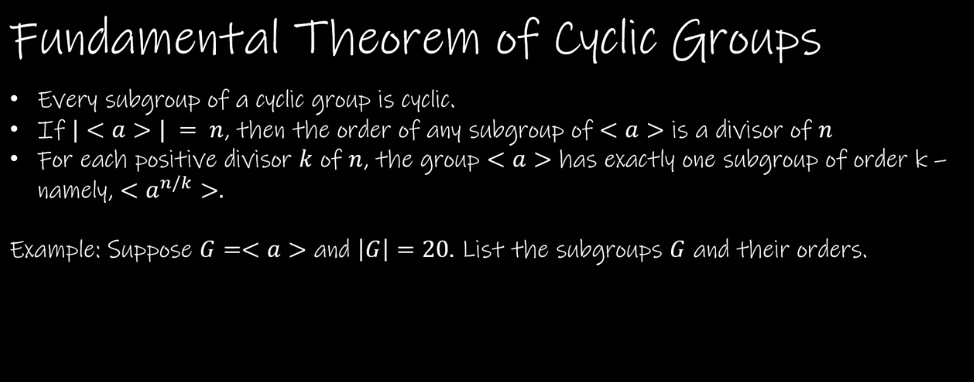 Fundamental Theorem of Cyclic Groups
• Every subgroup of a cyclic group is cyclic.
• If | < a > | = n, then the order of any subgroup of < a > is a divisor of n
• For each positive divisor k of n, the group < a > has exactly one subgroup of order k –
namely, < a^{n/k} >.
Example: Suppose G =< a > and |G| = 20. List the subgroups G and their orders.